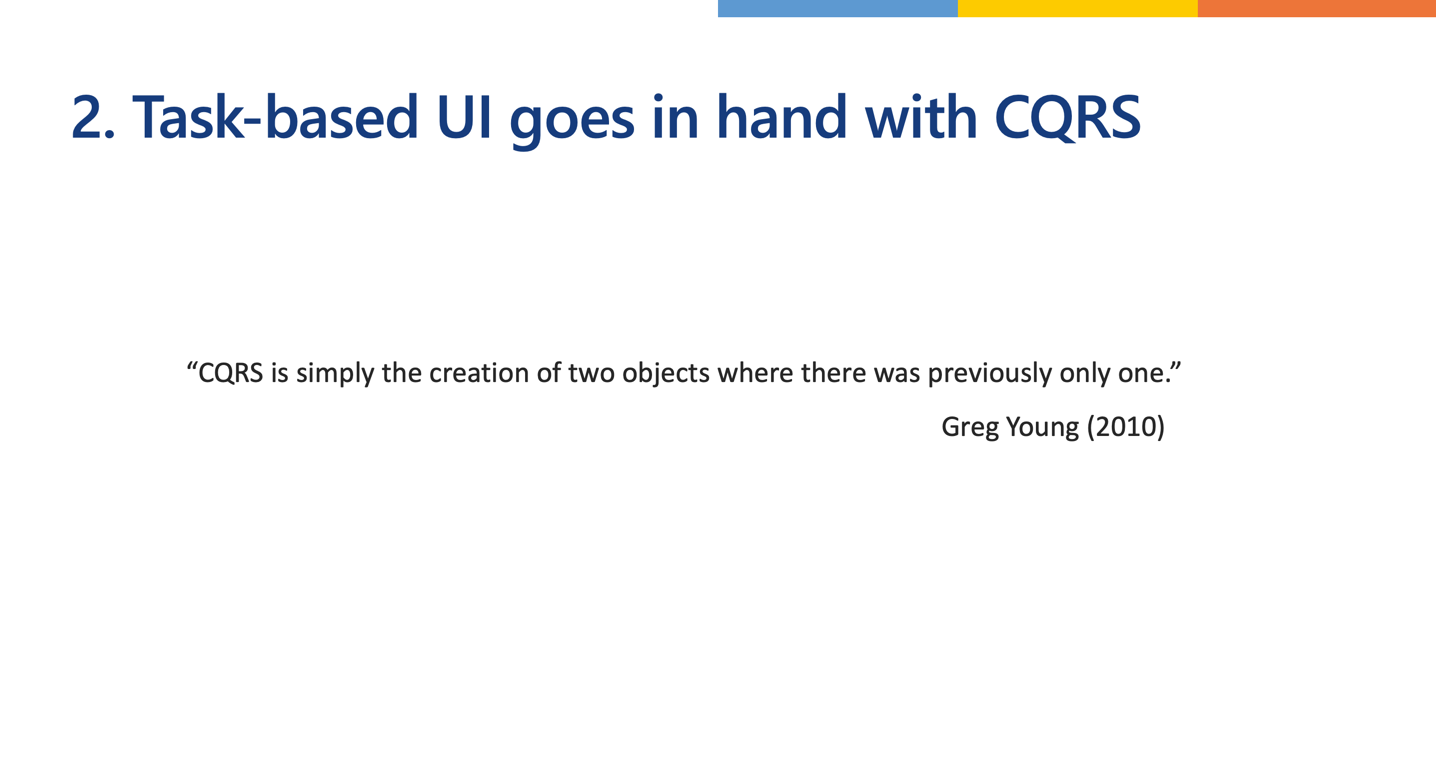 2. Task-based UI goes in hand with CQRS
“CQRS is simply the creation of two objects where there was previously only one.”
Greg Young (2010)